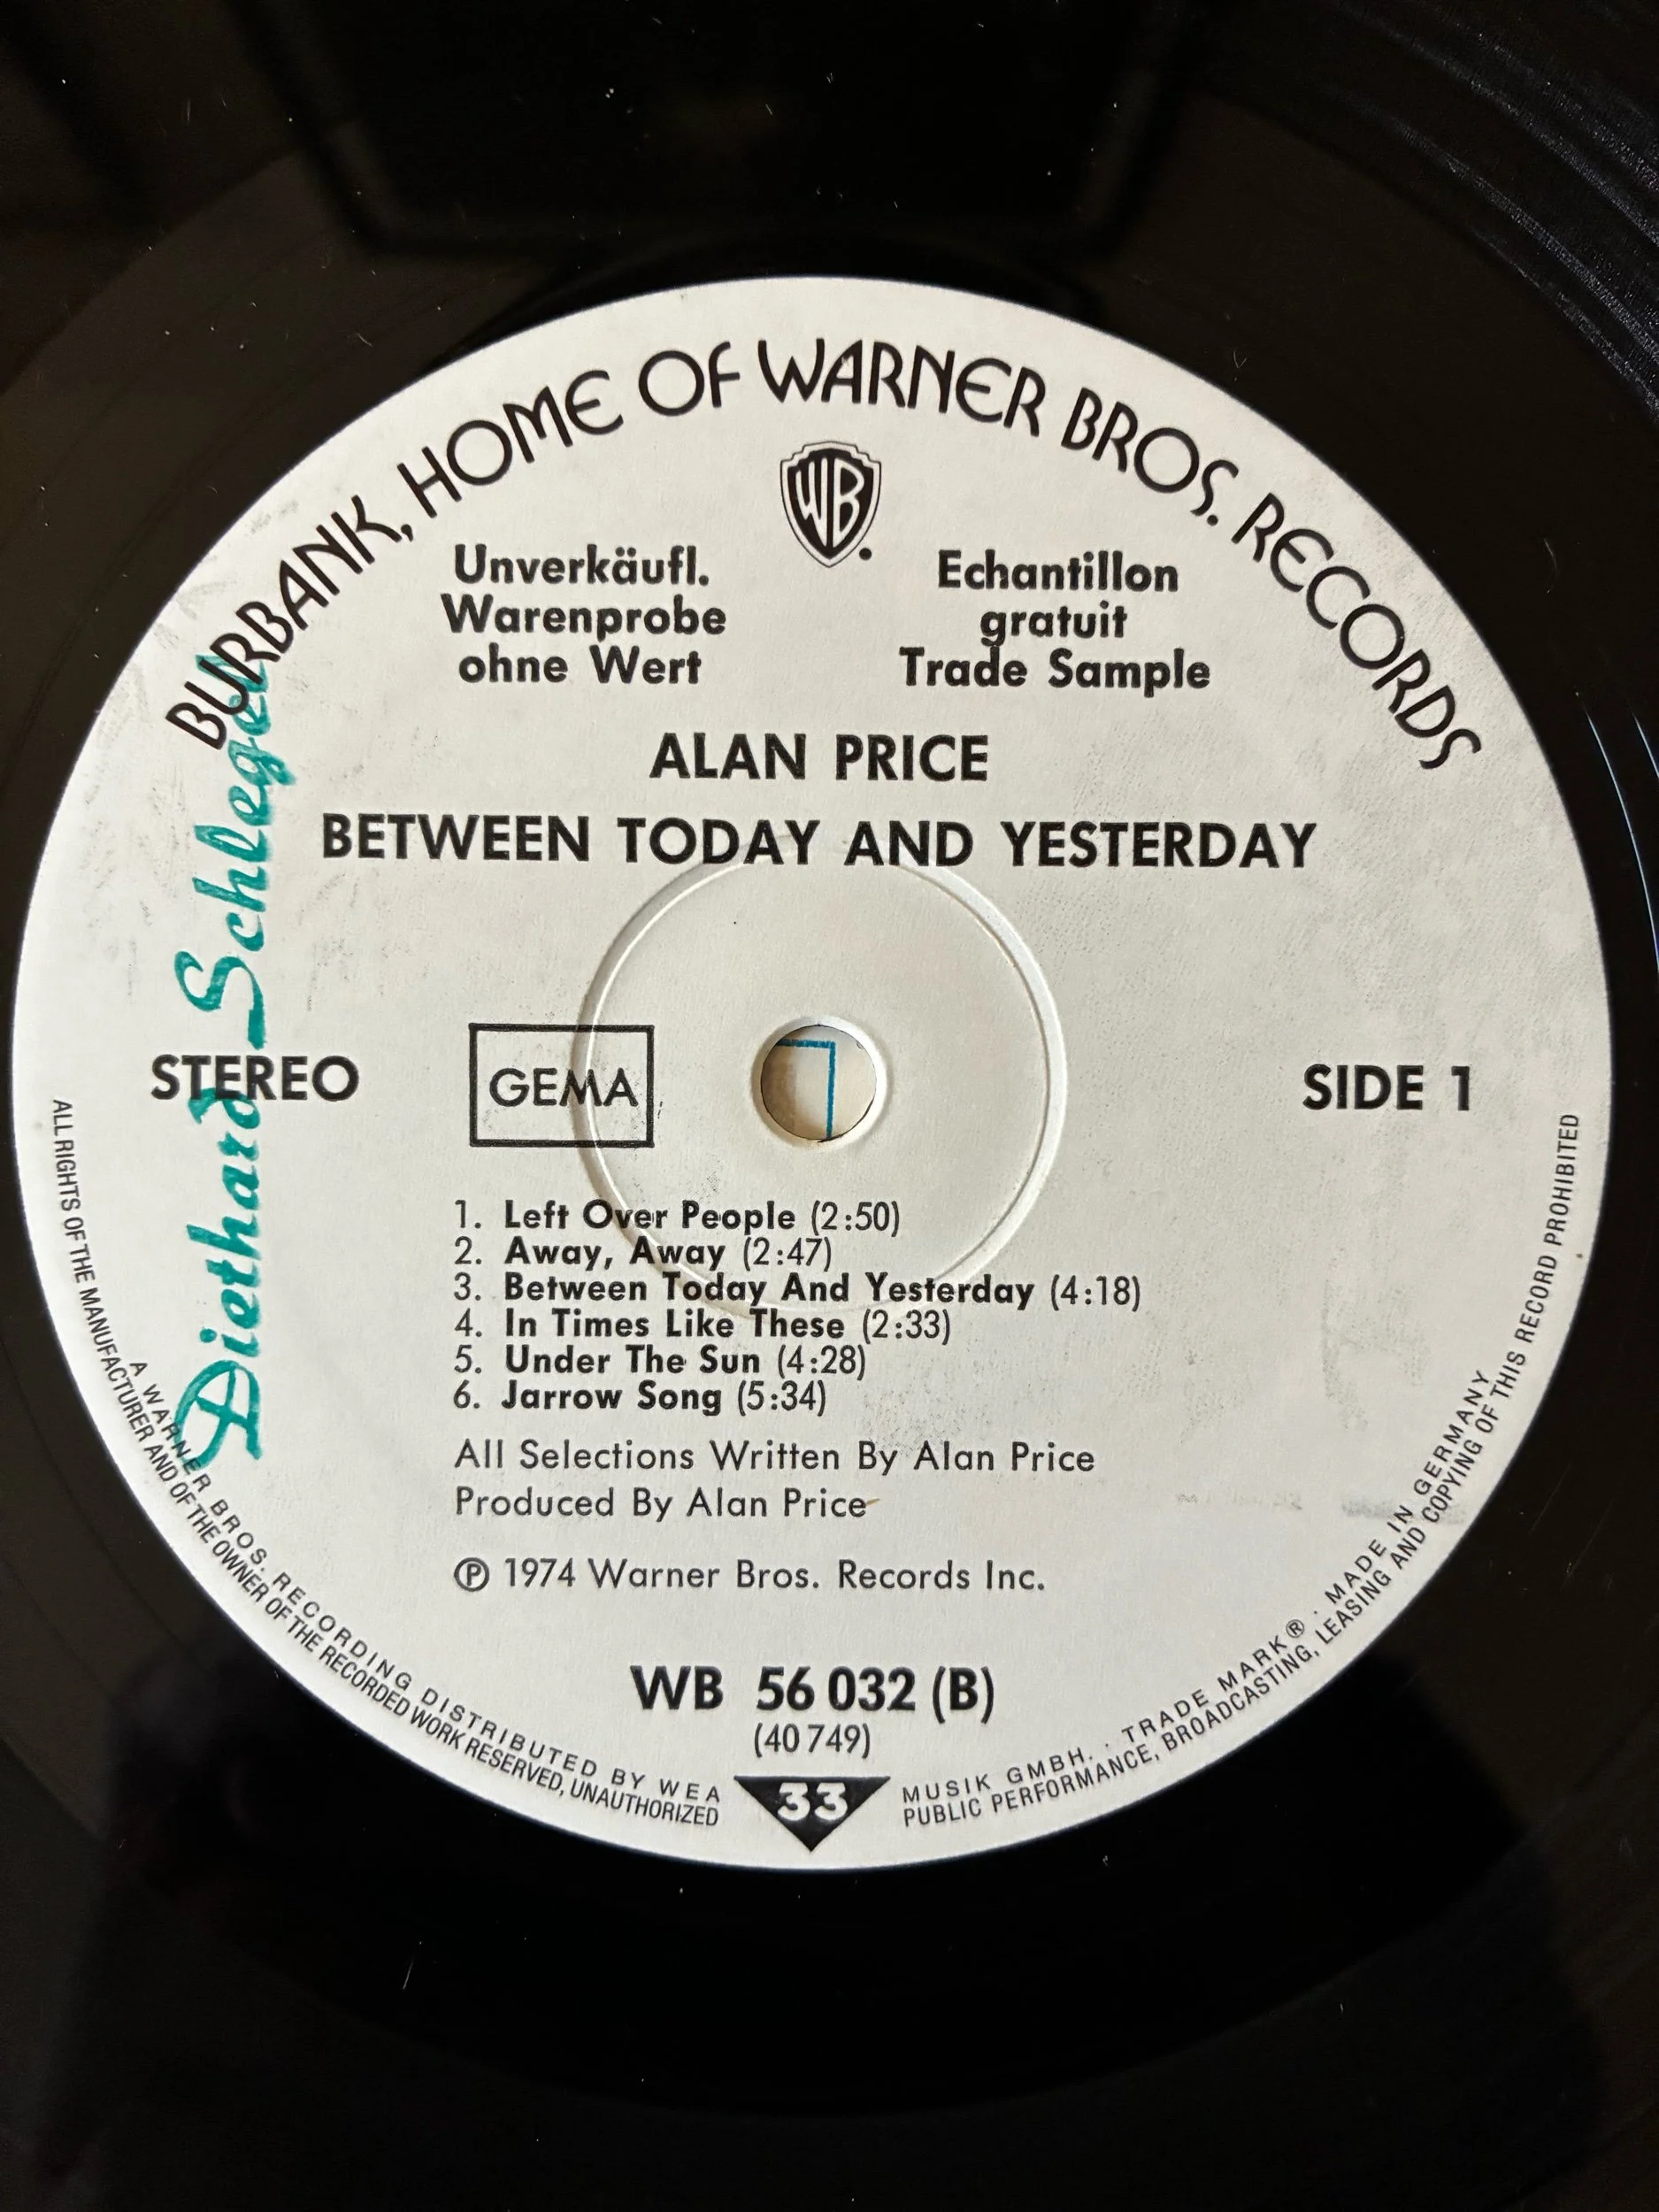 BURBANK, HOME OF WARNER BROS. RECORDS
WB
Unverkäufl.
Warenprobe
ohne Wert
Echantillon
gratuit
Trade Sample
ALAN PRICE
BETWEEN TODAY AND YESTERDAY
Diethard Schlegel
STEREO
GEMA
SIDE 1
1. Left Over People (2:50)
2. Away, Away (2:47)
3. Between Today And Yesterday (4:18)
4. In Times Like These (2:33)
5. Under The Sun (4:28)
6. Jarrow Song (5:34)
All Selections Written By Alan Price
Produced By Alan Price
Ⓟ 1974 Warner Bros. Records Inc.
WB 56 032 (B)
(40 749)
33
A WARNER BROS. RECORDING DISTRIBUTED BY WEA MUSIK GMBH. · TRADE MARK ® · MADE IN GERMANY
ALL RIGHTS OF THE MANUFACTURER AND OF THE OWNER OF THE RECORDED WORK RESERVED, UNAUTHORIZED PUBLIC PERFORMANCE, BROADCASTING, LEASING AND COPYING OF THIS RECORD PROHIBITED